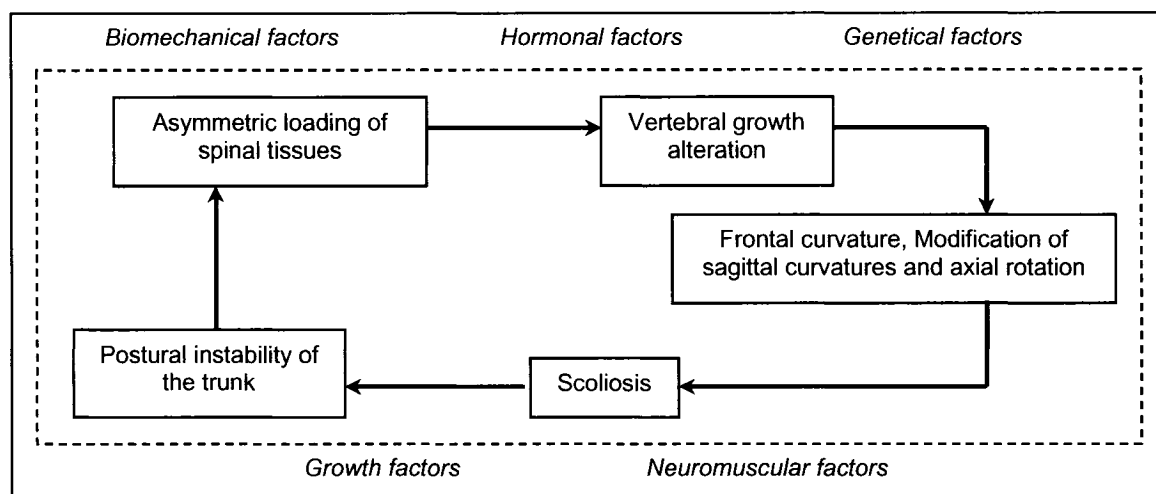 Biomechanical factors
Hormonal factors
Genetical factors
Asymmetric loading of
spinal tissues
Vertebral growth
alteration
Frontal curvature, Modification of
sagittal curvatures and axial rotation
Postural instability of
the trunk
Scoliosis
Growth factors
Neuromuscular factors